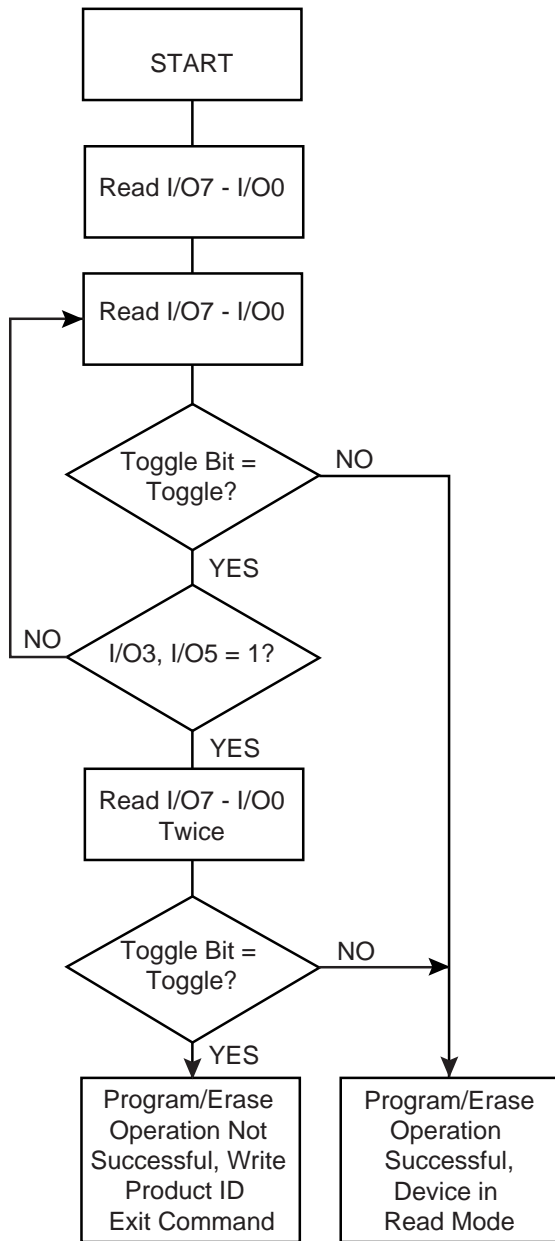 START
Read I/O7 - I/O0
Read I/O7 - I/O0
Toggle Bit =
Toggle?
NO
YES
NO
I/O3, I/O5 = 1?
YES
Read I/O7 - I/O0
Twice
Toggle Bit =
Toggle?
NO
YES
Program/Erase
Operation Not
Successful, Write
Product ID
Exit Command
Program/Erase
Operation
Successful,
Device in
Read Mode